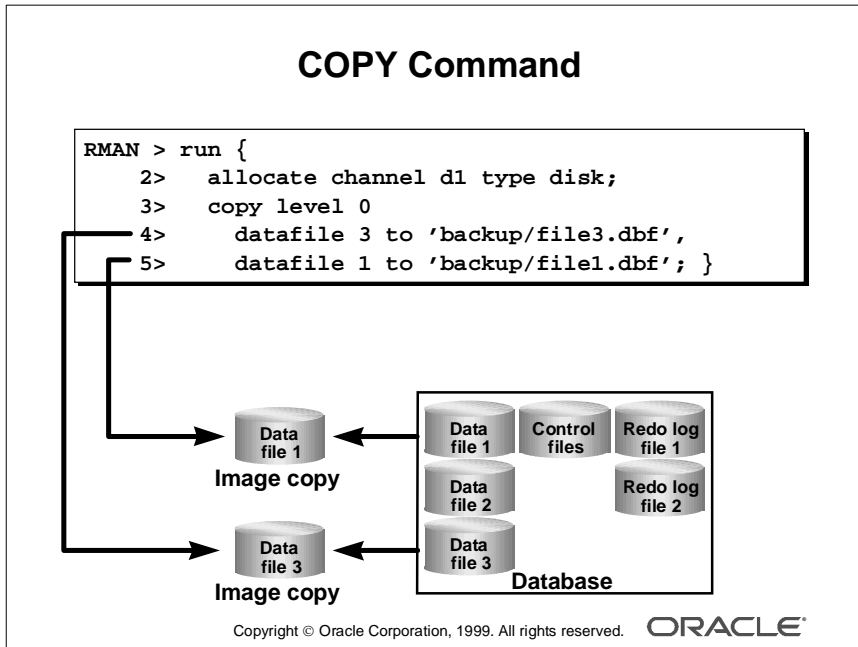 COPY Command
RMAN > run {
2> allocate channel d1 type disk;
3> copy level 0
4> datafile 3 to ’backup/file3.dbf’,
5> datafile 1 to ’backup/file1.dbf’; }
Data
file 1
Image copy
Data
file 3
Image copy
Data
file 1
Control
files
Redo log
file 1
Data
file 2
Redo log
file 2
Data
file 3
Database
Copyright © Oracle Corporation, 1999. All rights reserved.
ORACLE®